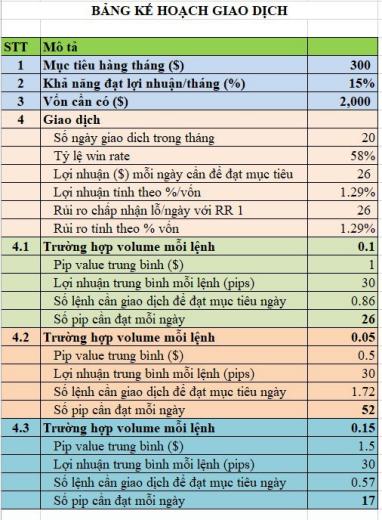 BẢNG KẾ HOẠCH GIAO DỊCH
STT Mô tả
1 Mục tiêu hàng tháng ($) 300
2 Khả năng đạt lợi nhuận/tháng (%) 15%
3 Vốn cần có ($) 2,000
4 Giao dịch
Số ngày giao dich trong tháng 20
Tỷ lệ win rate 58%
Lợi nhuận ($) mỗi ngày cần để đạt mục tiêu 26
Lợi nhuận tính theo %/vốn 1.29%
Rủi ro chấp nhận lỗ/ngày với RR 1 26
Rủi ro tính theo % vốn 1.29%
4.1 Trường hợp volume mỗi lệnh 0.1
Pip value trung bình ($) 1
Lợi nhuận trung bình mỗi lệnh (pips) 30
Số lệnh cần giao dịch để đạt mục tiêu ngày 0.86
Số pip cần đạt mỗi ngày 26
4.2 Trường hợp volume mỗi lệnh 0.05
Pip value trung bình ($) 0.5
Lợi nhuận trung bình mỗi lệnh (pips) 30
Số lệnh cần giao dịch để đạt mục tiêu ngày 1.72
Số pip cần đạt mỗi ngày 52
4.3 Trường hợp volume mỗi lệnh 0.15
Pip value trung bình ($) 1.5
Lợi nhuận trung bình mỗi lệnh (pips) 30
Số lệnh cần giao dịch để đạt mục tiêu ngày 0.57
Số pip cần đạt mỗi ngày 17